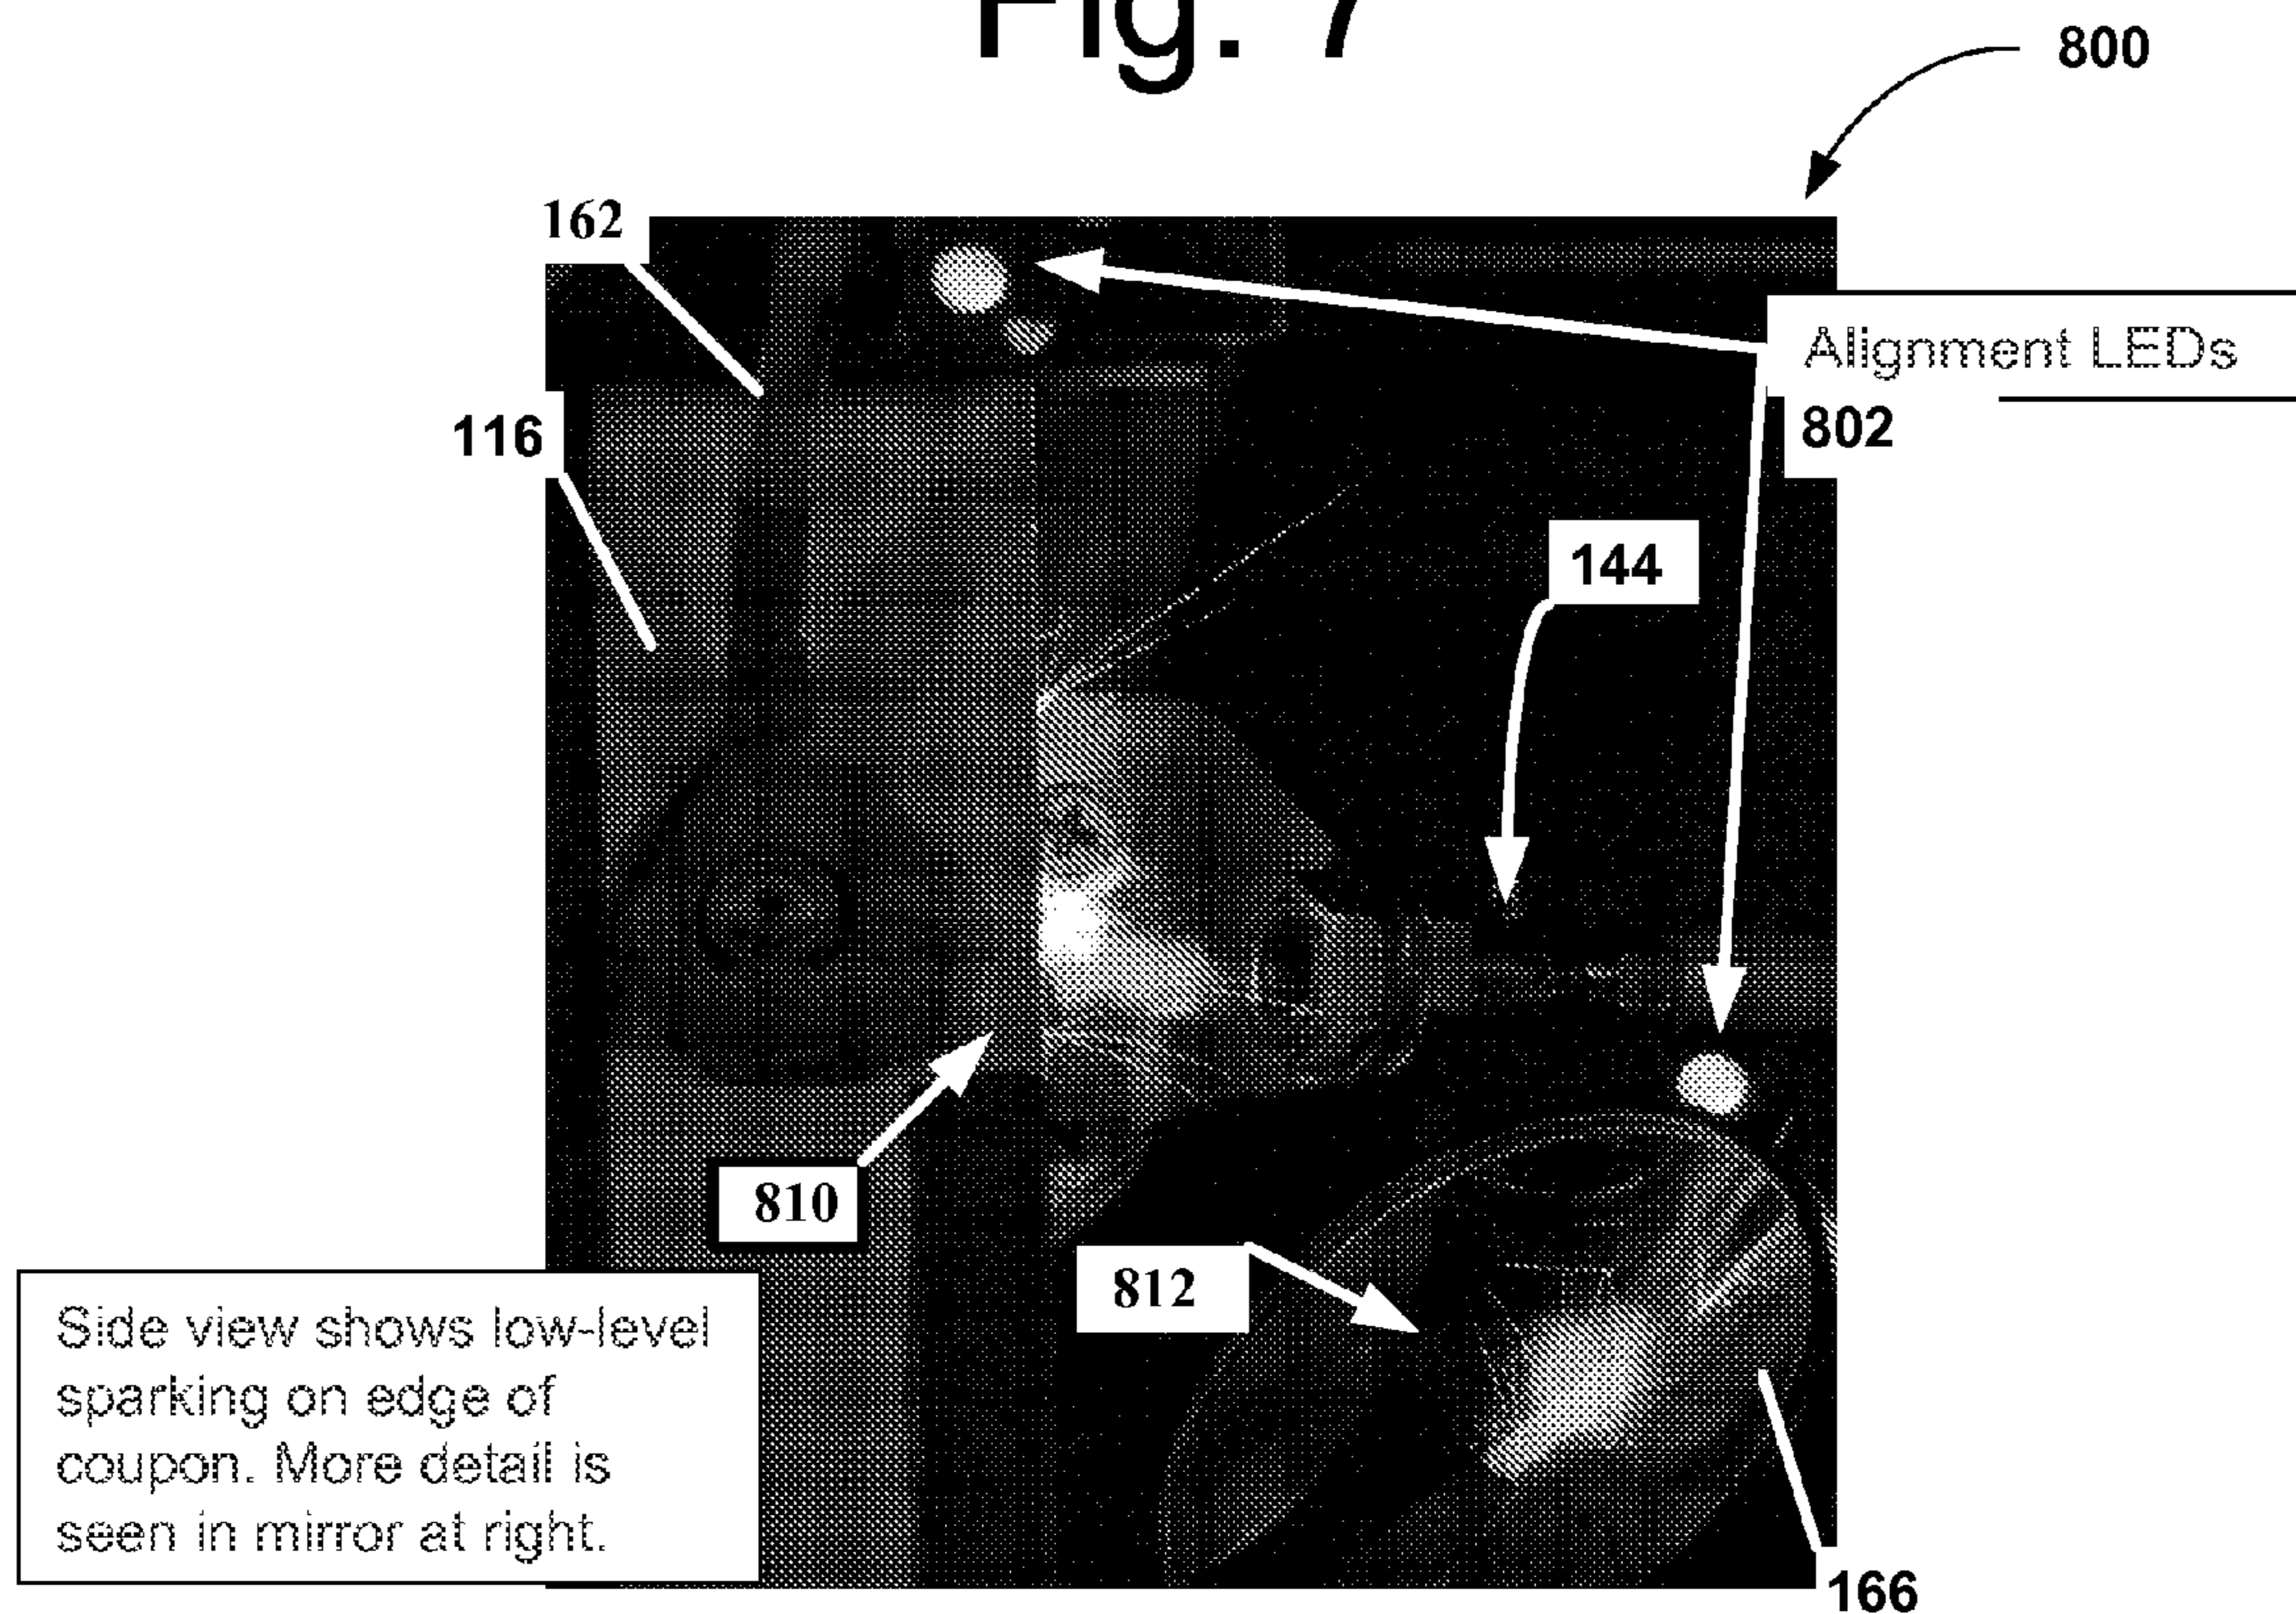 Fig. 7
800
162
Alignment LEDs
802
116
144
810
812
Side view shows low-level
sparking on edge of
coupon. More detail is
seen in mirror at right.
166